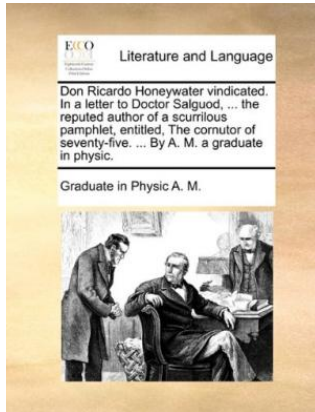 ECCO
Literature and Language
Don Ricardo Honeywater vindicated.
In a letter to Doctor Salguod, ... the
reputed author of a scurrilous
pamphlet, entitled, The cornutor of
seventy-five. ... By A. M. a graduate
in physic.
Graduate in Physic A. M.